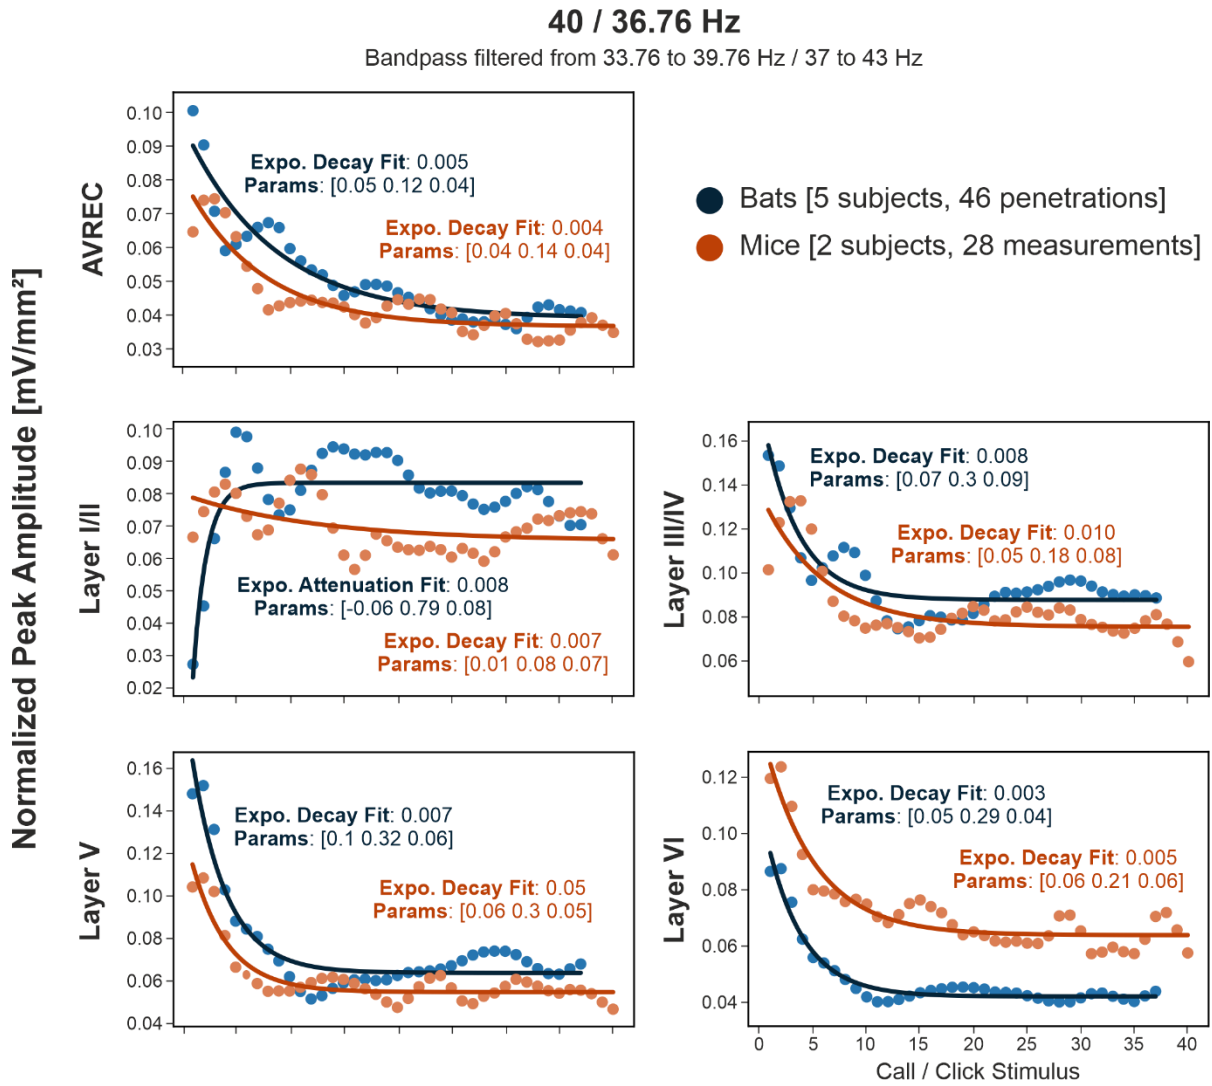 40 / 36.76 Hz
Bandpass filtered from 33.76 to 39.76 Hz / 37 to 43 Hz
Normalized Peak Amplitude [mV/mm²]
AVREC
0.10
0.09
0.08
0.07
0.06
0.05
0.04
0.03
Expo. Decay Fit: 0.005
Params: [0.05 0.12 0.04]
Expo. Decay Fit: 0.004
Params: [0.04 0.14 0.04]
Bats [5 subjects, 46 penetrations]
Mice [2 subjects, 28 measurements]
Layer I/II
0.10
0.09
0.08
0.07
0.06
0.05
0.04
0.03
0.02
Expo. Attenuation Fit: 0.008
Params: [-0.06 0.79 0.08]
Expo. Decay Fit: 0.007
Params: [0.01 0.08 0.07]
Layer III/IV
0.16
0.14
0.12
0.10
0.08
0.06
Expo. Decay Fit: 0.008
Params: [0.07 0.3 0.09]
Expo. Decay Fit: 0.010
Params: [0.05 0.18 0.08]
Layer V
0.16
0.14
0.12
0.10
0.08
0.06
0.04
Expo. Decay Fit: 0.007
Params: [0.1 0.32 0.06]
Expo. Decay Fit: 0.05
Params: [0.06 0.3 0.05]
Layer VI
0.12
0.10
0.08
0.06
0.04
Expo. Decay Fit: 0.003
Params: [0.05 0.29 0.04]
Expo. Decay Fit: 0.005
Params: [0.06 0.21 0.06]
0 5 10 15 20 25 30 35 40
Call / Click Stimulus